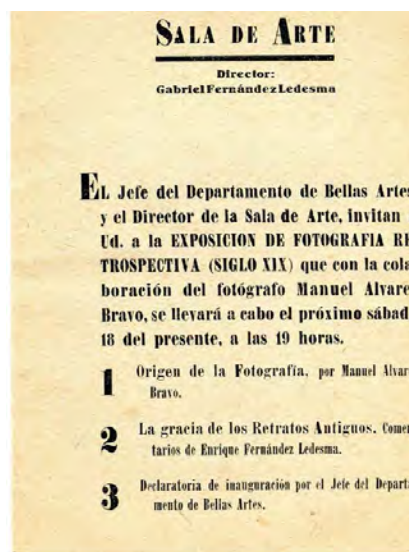 SALA DE ARTE
Director:
Gabriel Fernández Ledesma
EL Jefe del Departamento de Bellas Artes
y el Director de la Sala de Arte, invitan
Ud. a la EXPOSICION DE FOTOGRAFIA RE
TROSPECTIVA (SIGLO XIX) que con la cola
boración del fotógrafo Manuel Alvare
Bravo, se llevará a cabo el próximo sábad
18 del presente, a las 19 horas.
1 Origen de la Fotografía, por Manuel Alvar
Bravo.
2 La gracia de los Retratos Antiguos. Comen
tarios de Enrique Fernández Ledesma.
3 Declaratoria de inauguración por el Jefe del Departa
mento de Bellas Artes.